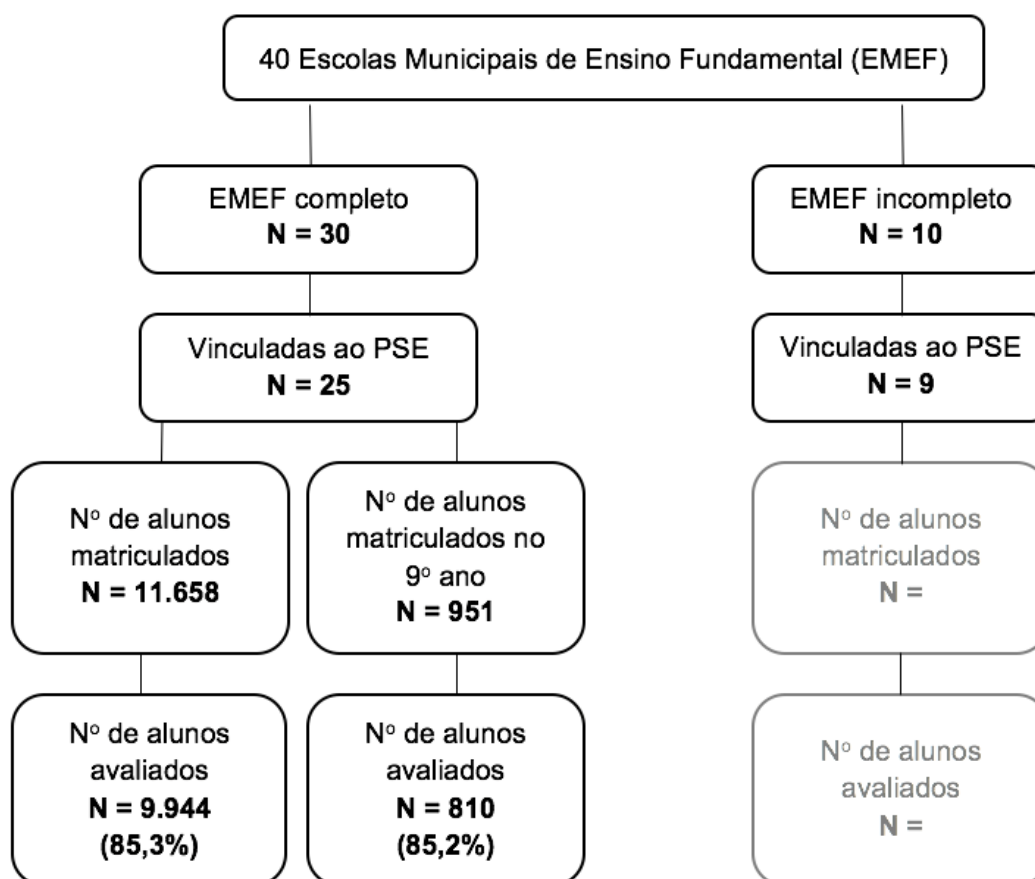 40 Escolas Municipais de Ensino Fundamental (EMEF)
EMEF completo
N = 30
EMEF incompleto
N = 10
Vinculadas ao PSE
N = 25
Vinculadas ao PSE
N = 9
Nº de alunos
matriculados
N = 11.658
Nº de alunos
matriculados no
9º ano
N = 951
Nº de alunos
matriculados
N =
Nº de alunos
avaliados
N = 9.944
(85,3%)
Nº de alunos
avaliados
N = 810
(85,2%)
Nº de alunos
avaliados
N =